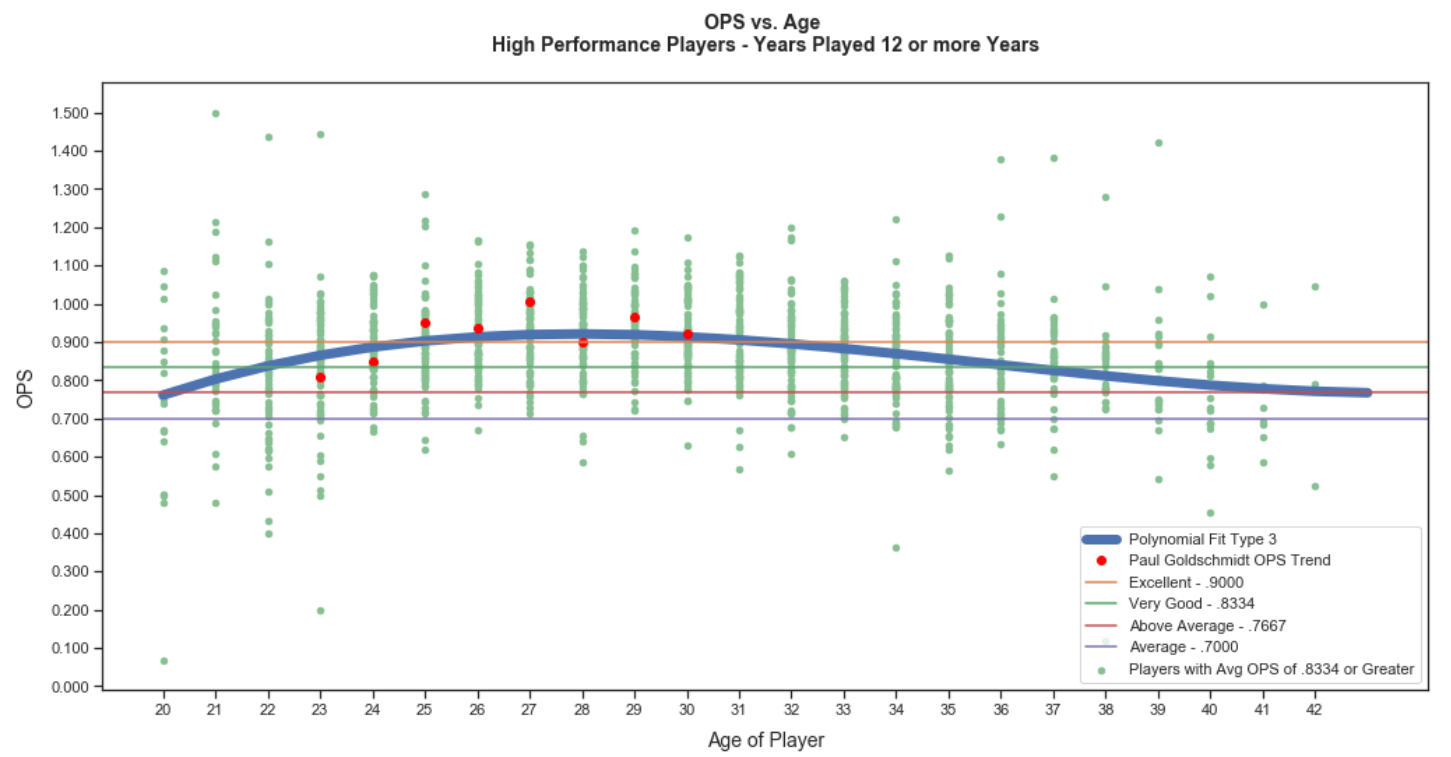 OPS vs. Age
High Performance Players - Years Played 12 or more Years
1.500
1.400
1.300
1.200
1.100
1.000
0.900
0.800
0.700
0.600
0.500
0.400
0.300
0.200
0.100
0.000
OPS
Polynomial Fit Type 3
Paul Goldschmidt OPS Trend
Excellent - .9000
Very Good - .8334
Above Average - .7667
Average - .7000
Players with Avg OPS of .8334 or Greater
20 21 22 23 24 25 26 27 28 29 30 31 32 33 34 35 36 37 38 39 40 41 42
Age of Player